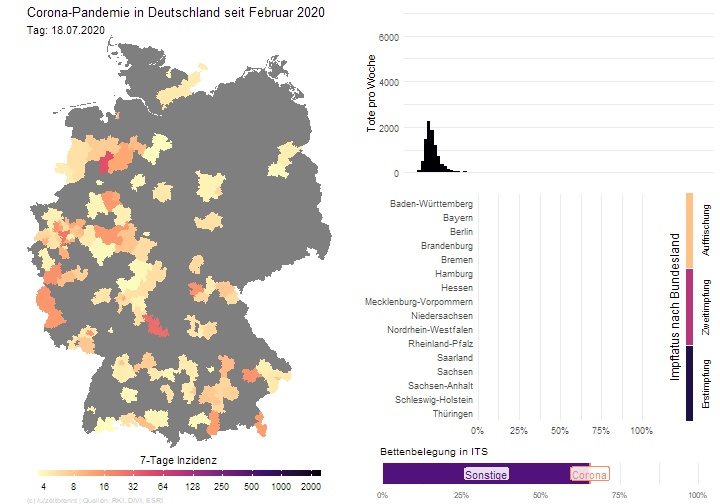 Corona-Pandemie in Deutschland seit Februar 2020
Tag: 18.07.2020
7-Tage Inzidenz
4 8 16 32 64 128 250 500 1000 2000
(c) /u/zeitbrennt | Quellen: RKI, DIVI, ESRI
Tote pro Woche
6000
4000
2000
0
Baden-Württemberg
Bayern
Berlin
Brandenburg
Bremen
Hamburg
Hessen
Mecklenburg-Vorpommern
Niedersachsen
Nordrhein-Westfalen
Rheinland-Pfalz
Saarland
Sachsen
Sachsen-Anhalt
Schleswig-Holstein
Thüringen
0% 25% 50% 75% 100%
Impfstatus nach Bundesland
Auffrischung
Zweitimpfung
Erstimpfung
Bettenbelegung in ITS
Sonstige
Corona
0% 25% 50% 75% 100%